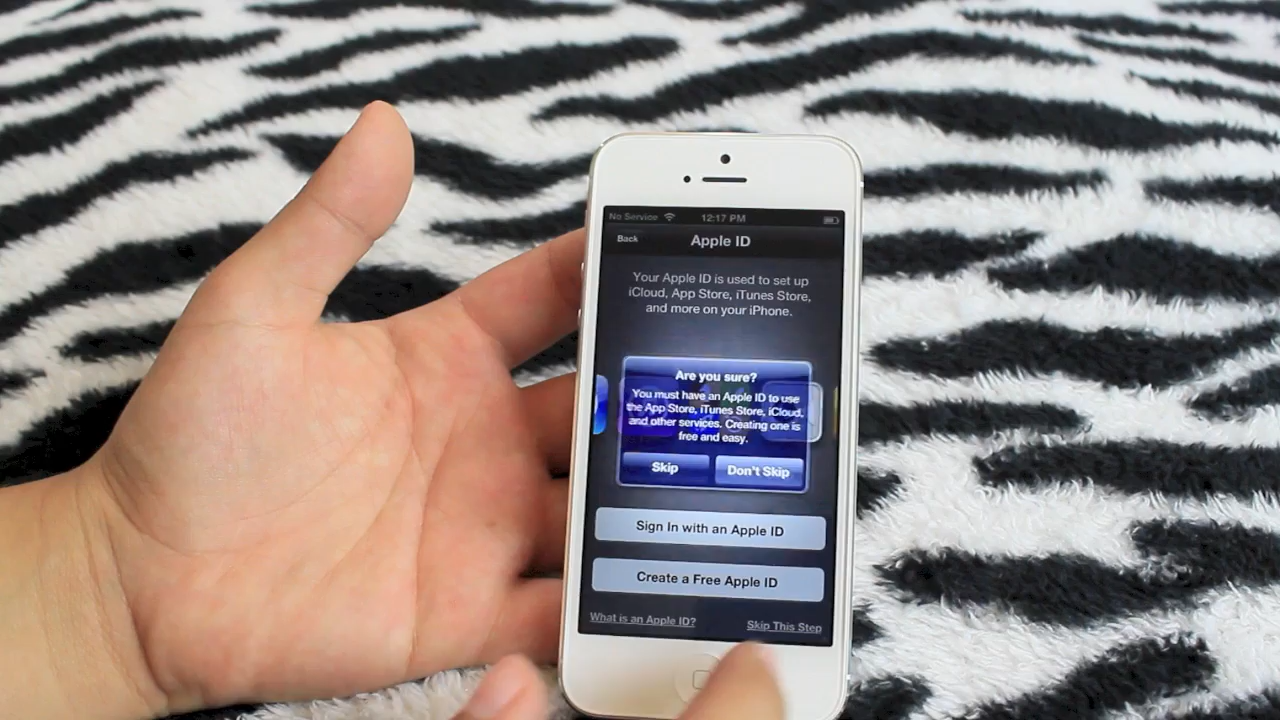 No Service 12:17 PM
Back Apple ID
Your Apple ID is used to set up
iCloud, App Store, iTunes Store,
and more on your iPhone.
Are you sure?
You must have an Apple ID to use
the App Store, iTunes Store, iCloud,
and other services. Creating one is
free and easy.
Skip Don't Skip
Sign In with an Apple ID
Create a Free Apple ID
What is an Apple ID? Skip This Step